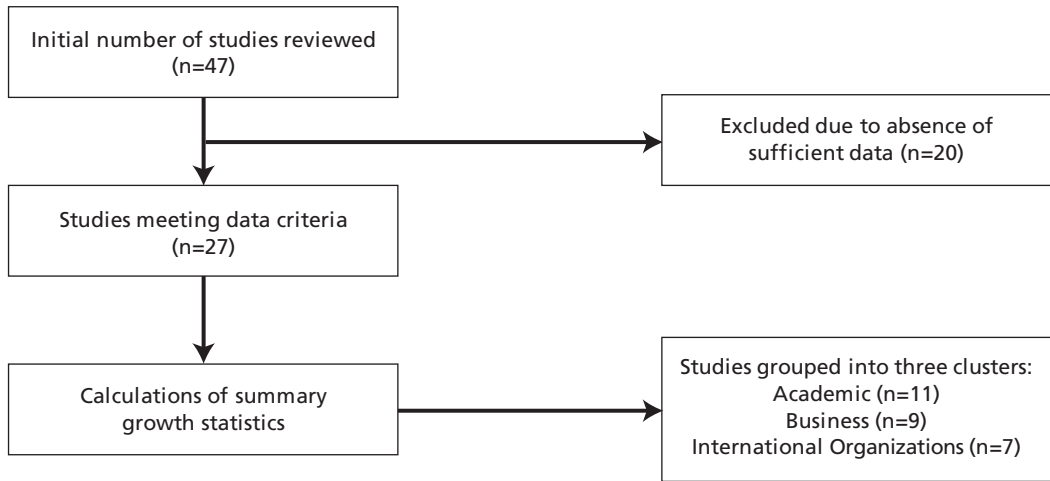 Initial number of studies reviewed
(n=47)
Excluded due to absence of
sufficient data (n=20)
Studies meeting data criteria
(n=27)
Calculations of summary
growth statistics
Studies grouped into three clusters:
Academic (n=11)
Business (n=9)
International Organizations (n=7)